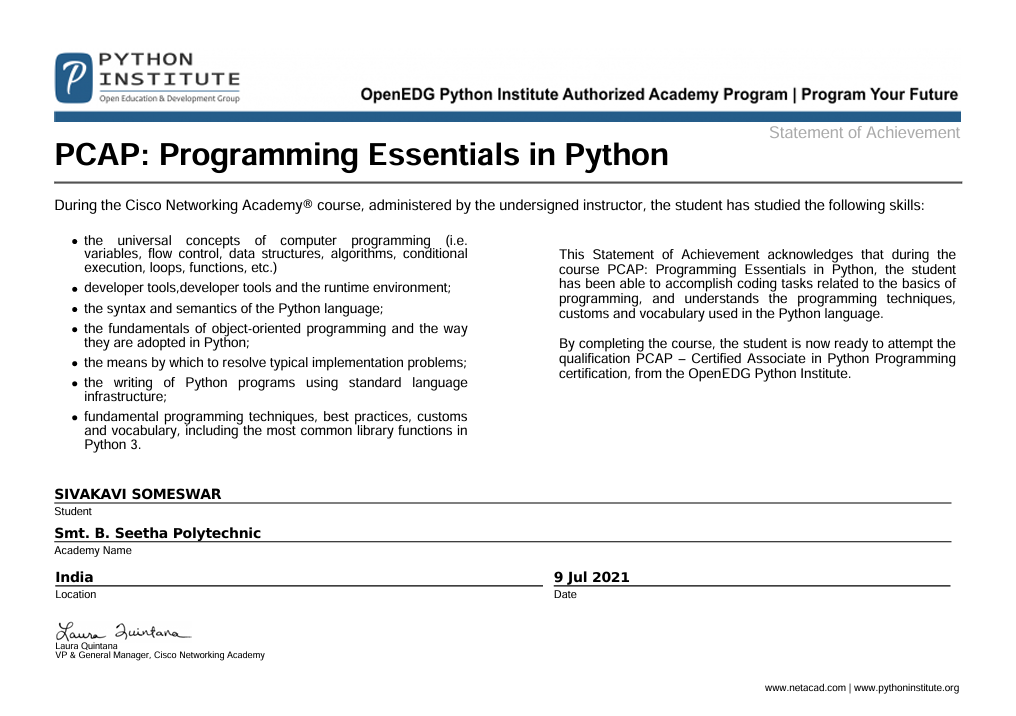 PYTHON
INSTITUTE
Open Education & Development Group
OpenEDG Python Institute Authorized Academy Program | Program Your Future
Statement of Achievement
PCAP: Programming Essentials in Python
During the Cisco Networking Academy® course, administered by the undersigned instructor, the student has studied the following skills:
• the universal concepts of computer programming (i.e.
variables, flow control, data structures, algorithms, conditional
execution, loops, functions, etc.)
• developer tools,developer tools and the runtime environment;
• the syntax and semantics of the Python language;
• the fundamentals of object-oriented programming and the way
they are adopted in Python;
• the means by which to resolve typical implementation problems;
• the writing of Python programs using standard language
infrastructure;
• fundamental programming techniques, best practices, customs
and vocabulary, including the most common library functions in
Python 3.
This Statement of Achievement acknowledges that during the
course PCAP: Programming Essentials in Python, the student
has been able to accomplish coding tasks related to the basics of
programming, and understands the programming techniques,
customs and vocabulary used in the Python language.
By completing the course, the student is now ready to attempt the
qualification PCAP – Certified Associate in Python Programming
certification, from the OpenEDG Python Institute.
SIVAKAVI SOMESWAR
Student
Smt. B. Seetha Polytechnic
Academy Name
India
Location
9 Jul 2021
Date
Laura Quintana
Laura Quintana
VP & General Manager, Cisco Networking Academy
www.netacad.com | www.pythoninstitute.org